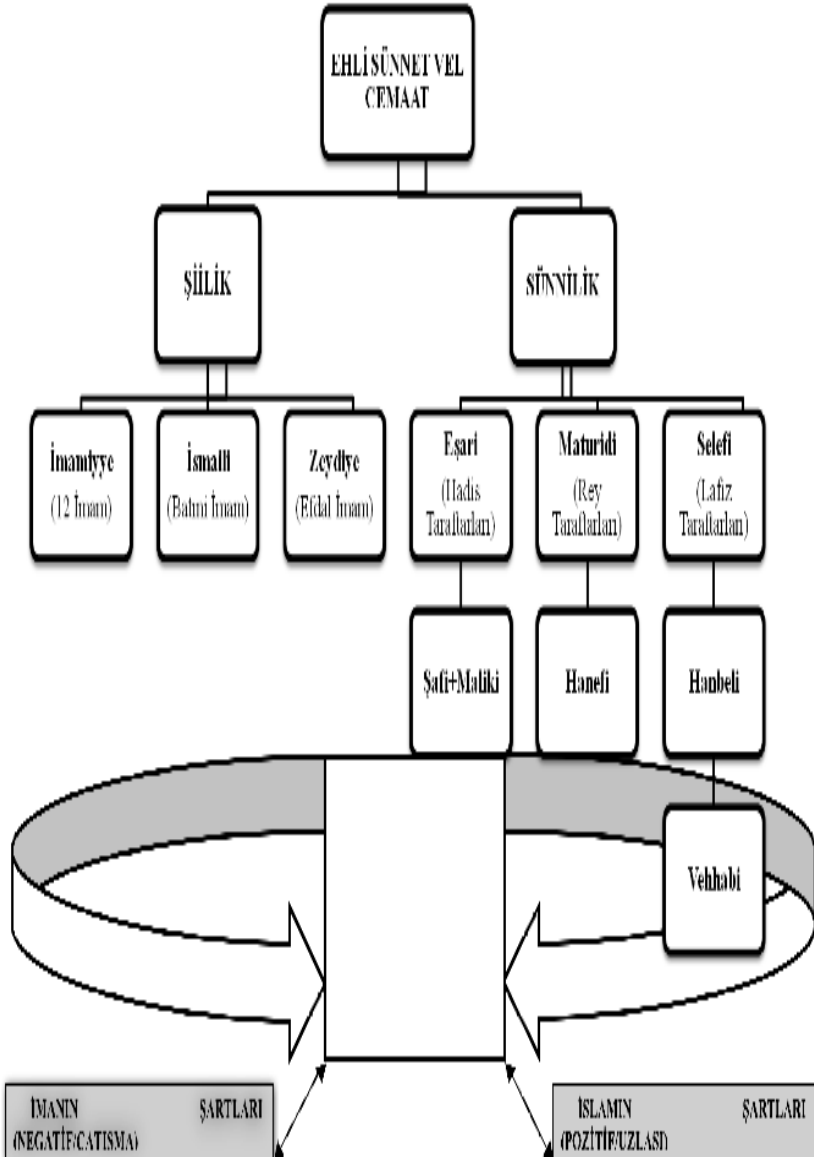 EHLİ SÜNNET VEL
CEMAAT
ŞİİLİK
SÜNNİLİK
İmamiyye
(12 İmam)
İsmaili
(Batıni İmam)
Zeydiye
(Efdal İmam)
Eşari
(Hadis
Taraftarları)
Maturidi
(Rey
Taraftarları)
Selefi
(Lafız
Taraftarları)
Şafi+Maliki
Hanefi
Hanbeli
Vehhabi
İMANIN ŞARTLARI
(NEGATİF/ÇATIŞMA)
İSLAMIN ŞARTLARI
(POZİTİF/UZLAŞI)